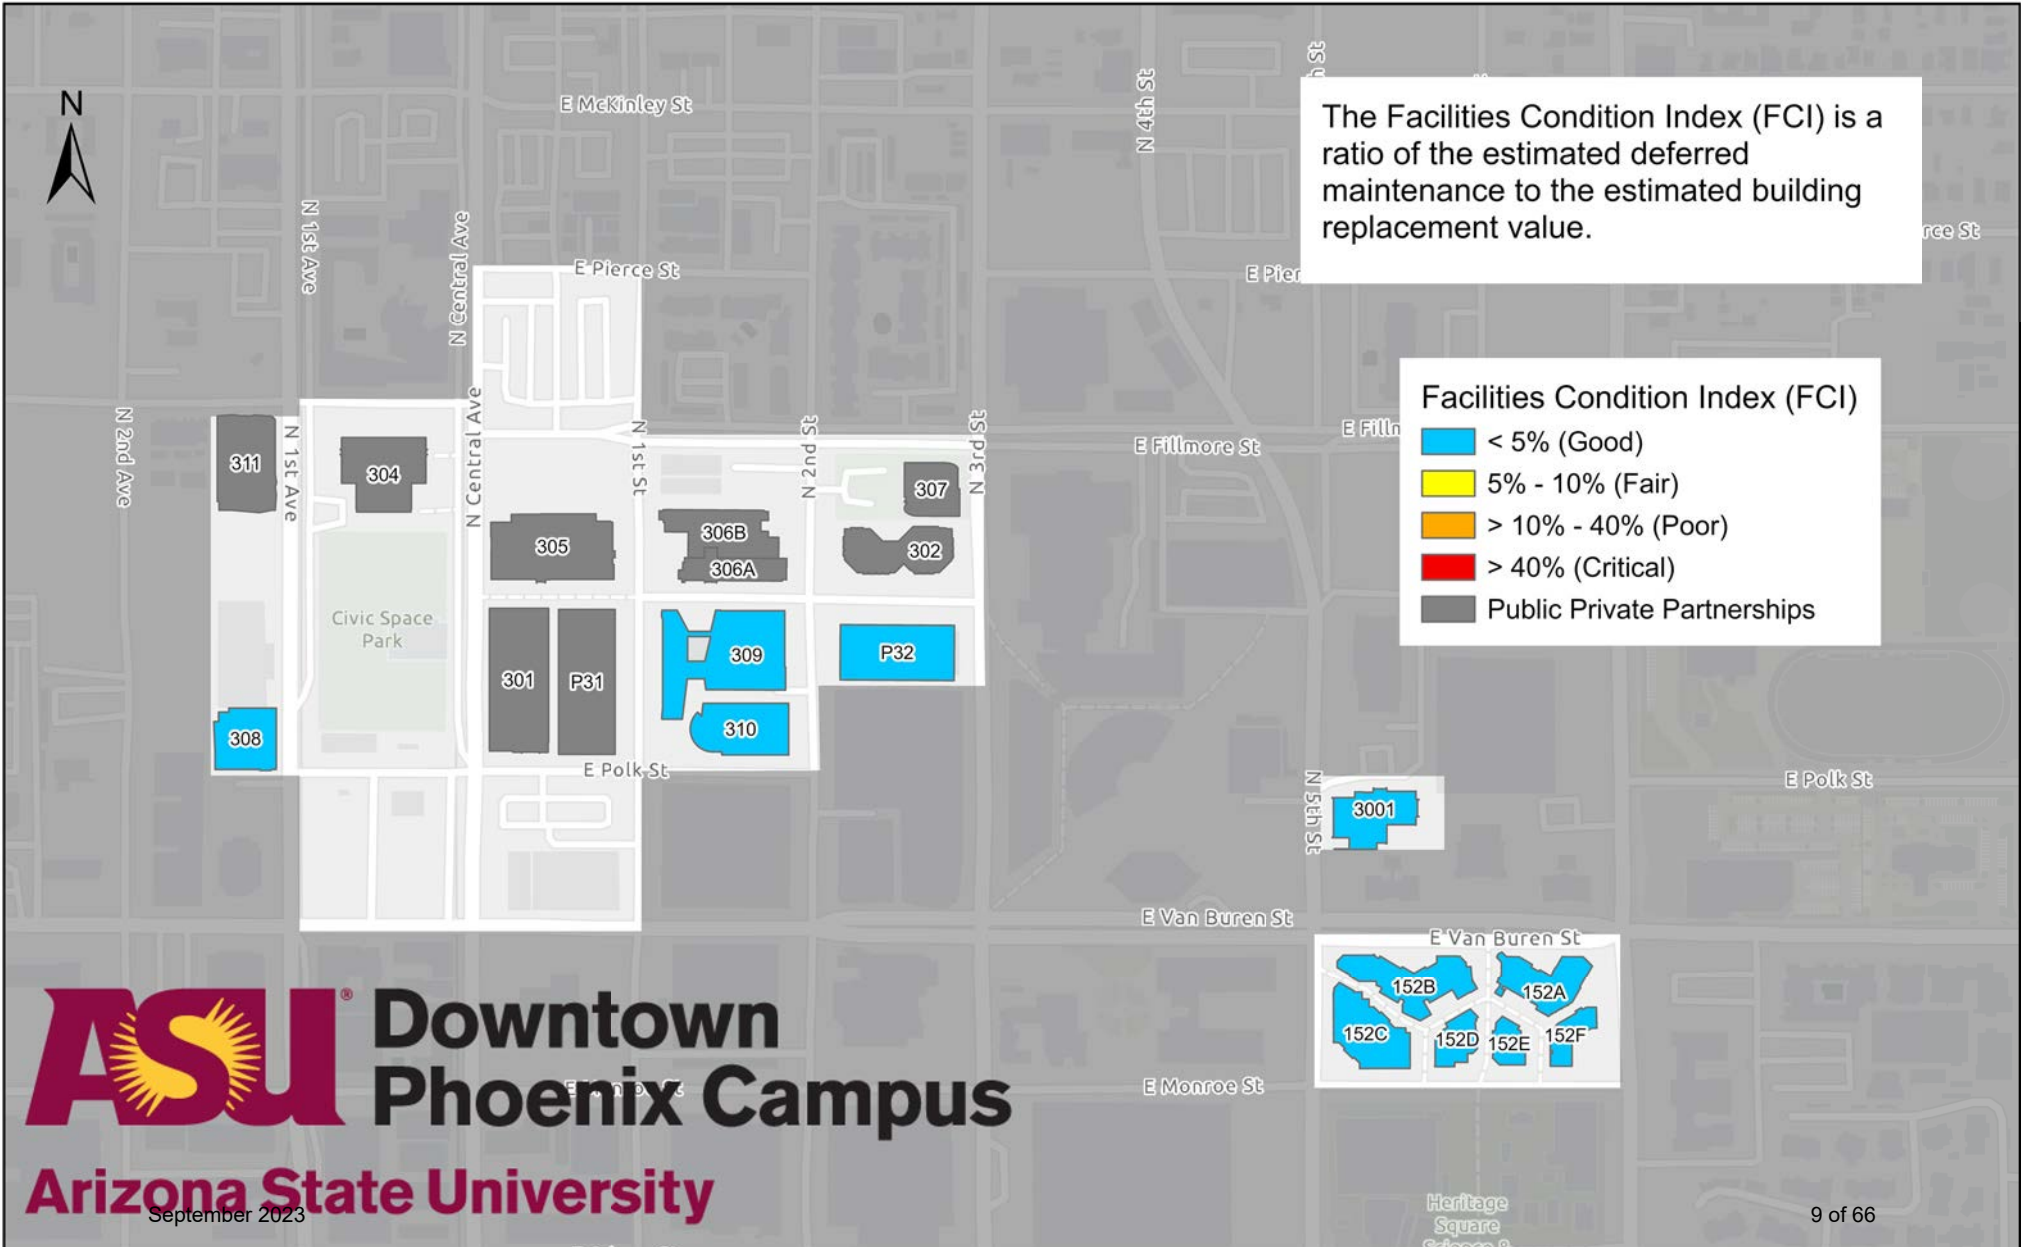 N
E McKinley St
N 4th St
h St
The Facilities Condition Index (FCI) is a
ratio of the estimated deferred
maintenance to the estimated building
replacement value.
N 1st Ave
N Central Ave
E Pierce St
E Pier
rce St
Facilities Condition Index (FCI)
< 5% (Good)
5% - 10% (Fair)
> 10% - 40% (Poor)
> 40% (Critical)
Public Private Partnerships
N 2nd Ave
N 1st Ave
N Central Ave
N 1st St
N 2nd St
N 3rd St
E Fillmore St
E Filln
311
304
307
305
306B
306A
302
Civic Space
Park
301
P31
309
P32
308
310
E Polk St
N 5th St
3001
E Polk St
E Van Buren St
E Van Buren St
152B
152A
152C
152D
152E
152F
E Monroe St
ASU®
Downtown
Phoenix Campus
Arizona State University
September 2023
Heritage
Square
Science &
9 of 66